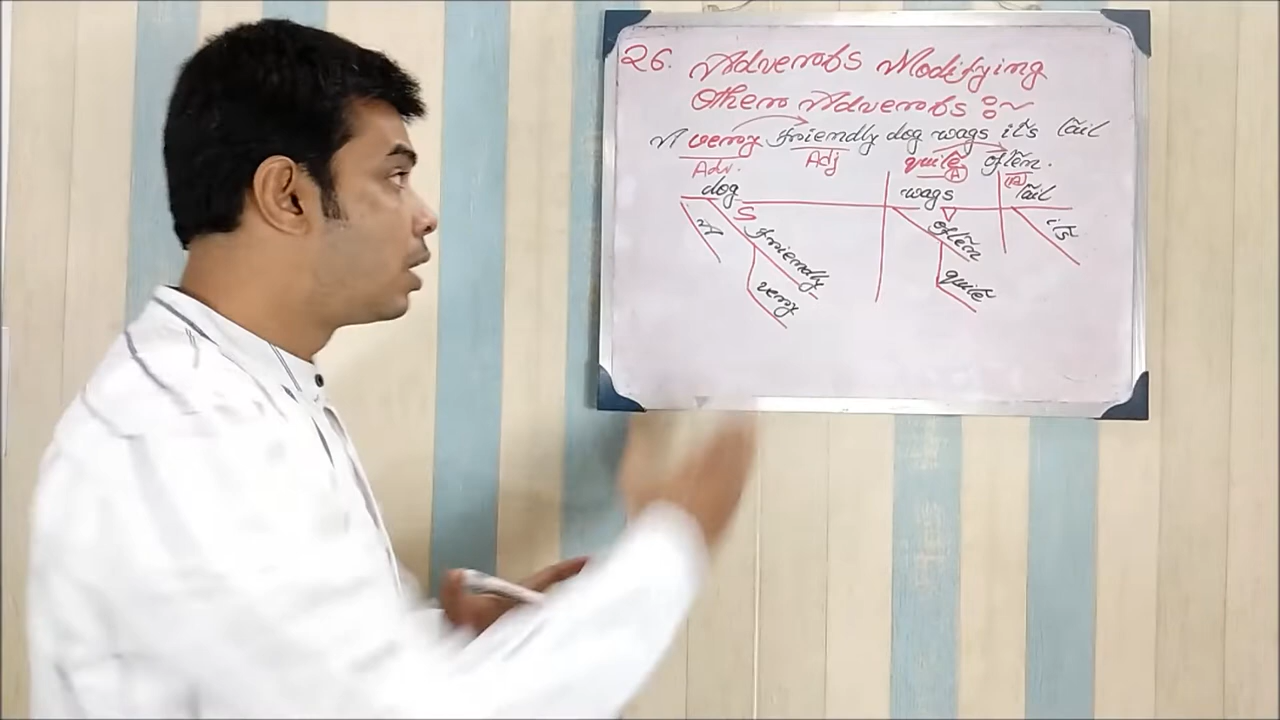 26. Adverbs Modifying
Other Adverbs :~
A very friendly dog wags it's tail
Adv. Adj quite often.
A
dog wags tail
S V
A friendly often it's
very quite